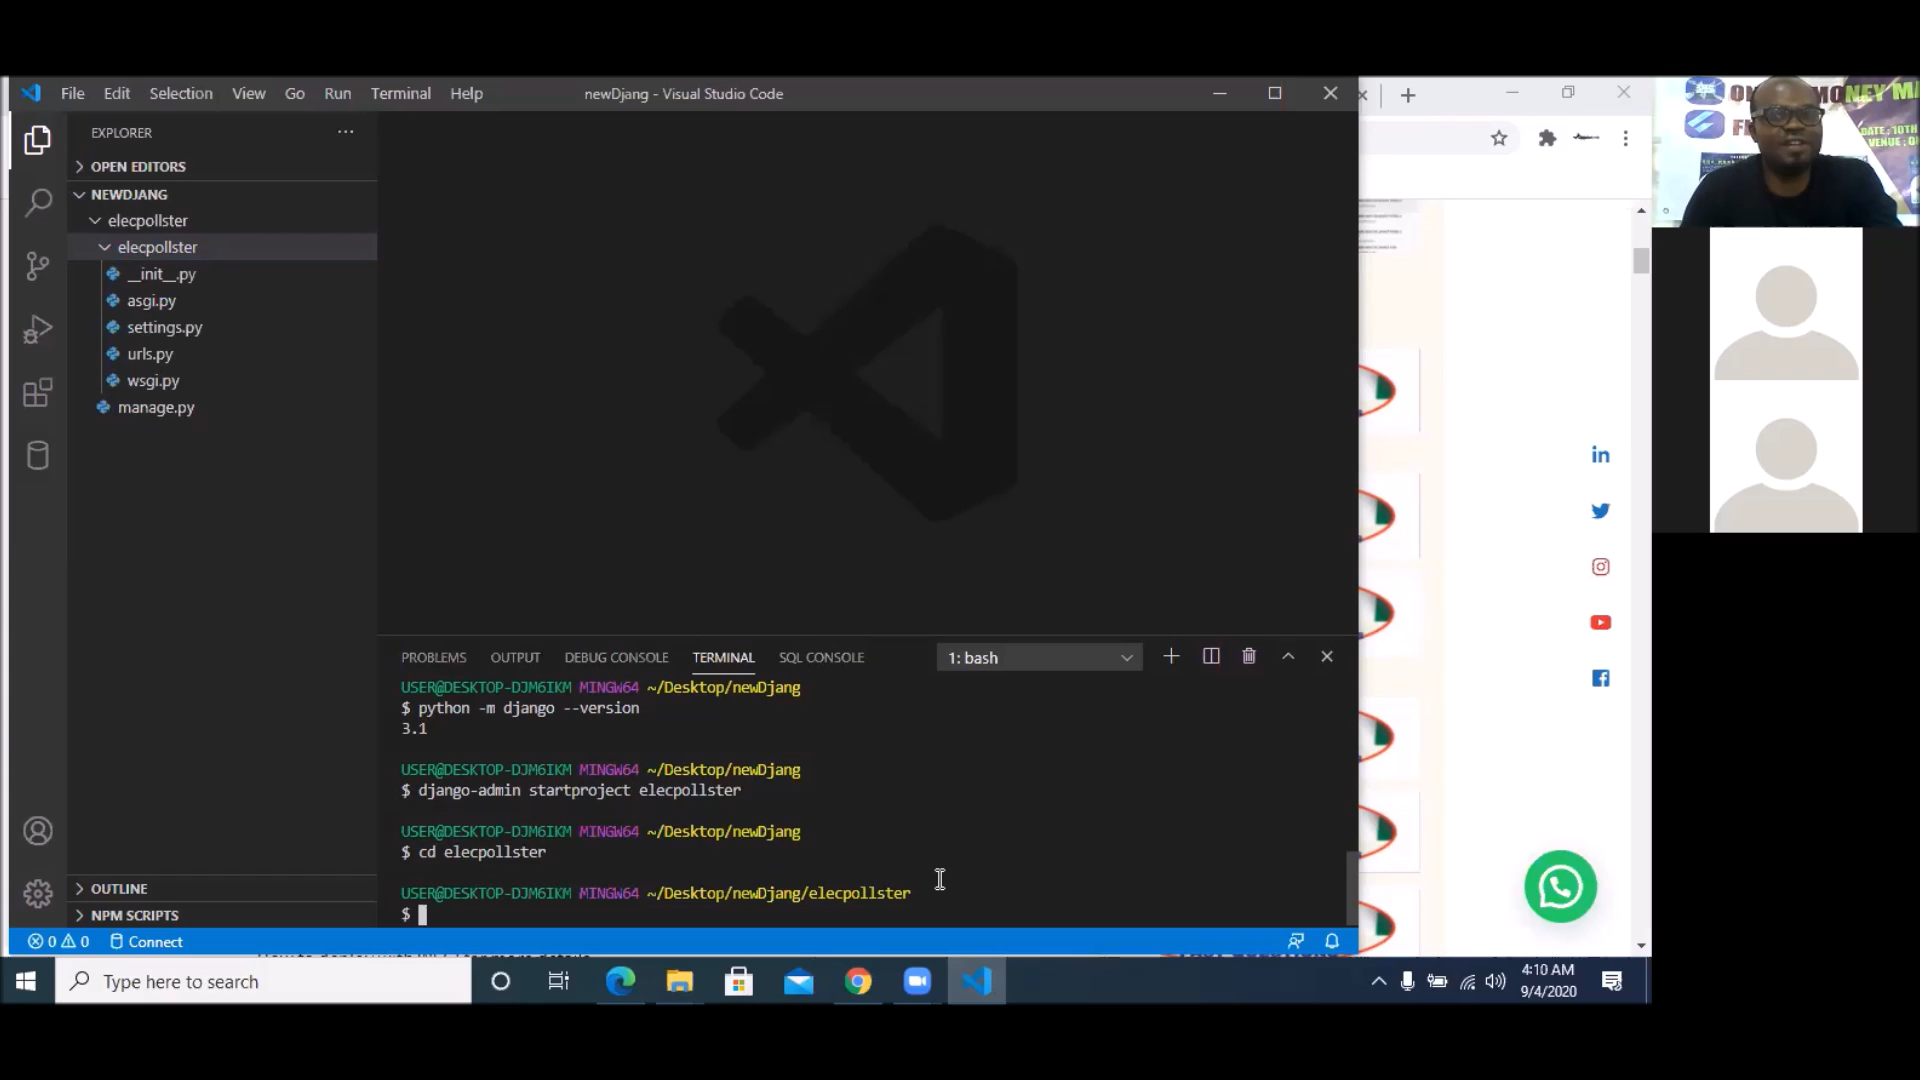 File Edit Selection View Go Run Terminal Help
newDjang - Visual Studio Code
EXPLORER
OPEN EDITORS
NEWDJANG
elecpollster
elecpollster
__init__.py
asgi.py
settings.py
urls.py
wsgi.py
manage.py
OUTLINE
NPM SCRIPTS
PROBLEMS OUTPUT DEBUG CONSOLE TERMINAL SQL CONSOLE
1: bash
USER@DESKTOP-DJM6IKM MINGW64 ~/Desktop/newDjang
$ python -m django --version
3.1
USER@DESKTOP-DJM6IKM MINGW64 ~/Desktop/newDjang
$ django-admin startproject elecpollster
USER@DESKTOP-DJM6IKM MINGW64 ~/Desktop/newDjang
$ cd elecpollster
USER@DESKTOP-DJM6IKM MINGW64 ~/Desktop/newDjang/elecpollster
$
0 0 Connect
Type here to search
4:10 AM
9/4/2020
DATE : 10TH
VENUE :
in